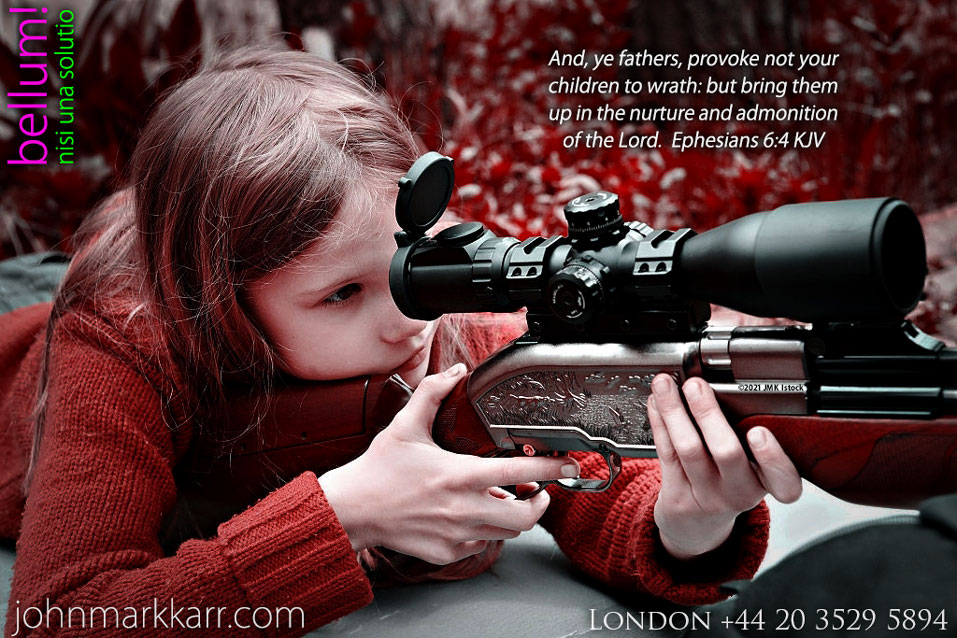 bellum!
nisi una solutio
And, ye fathers, provoke not your
children to wrath: but bring them
up in the nurture and admonition
of the Lord.  Ephesians 6:4 KJV
©2021 JMK Istock
johnmarkkarr.com
London +44 20 3529 5894